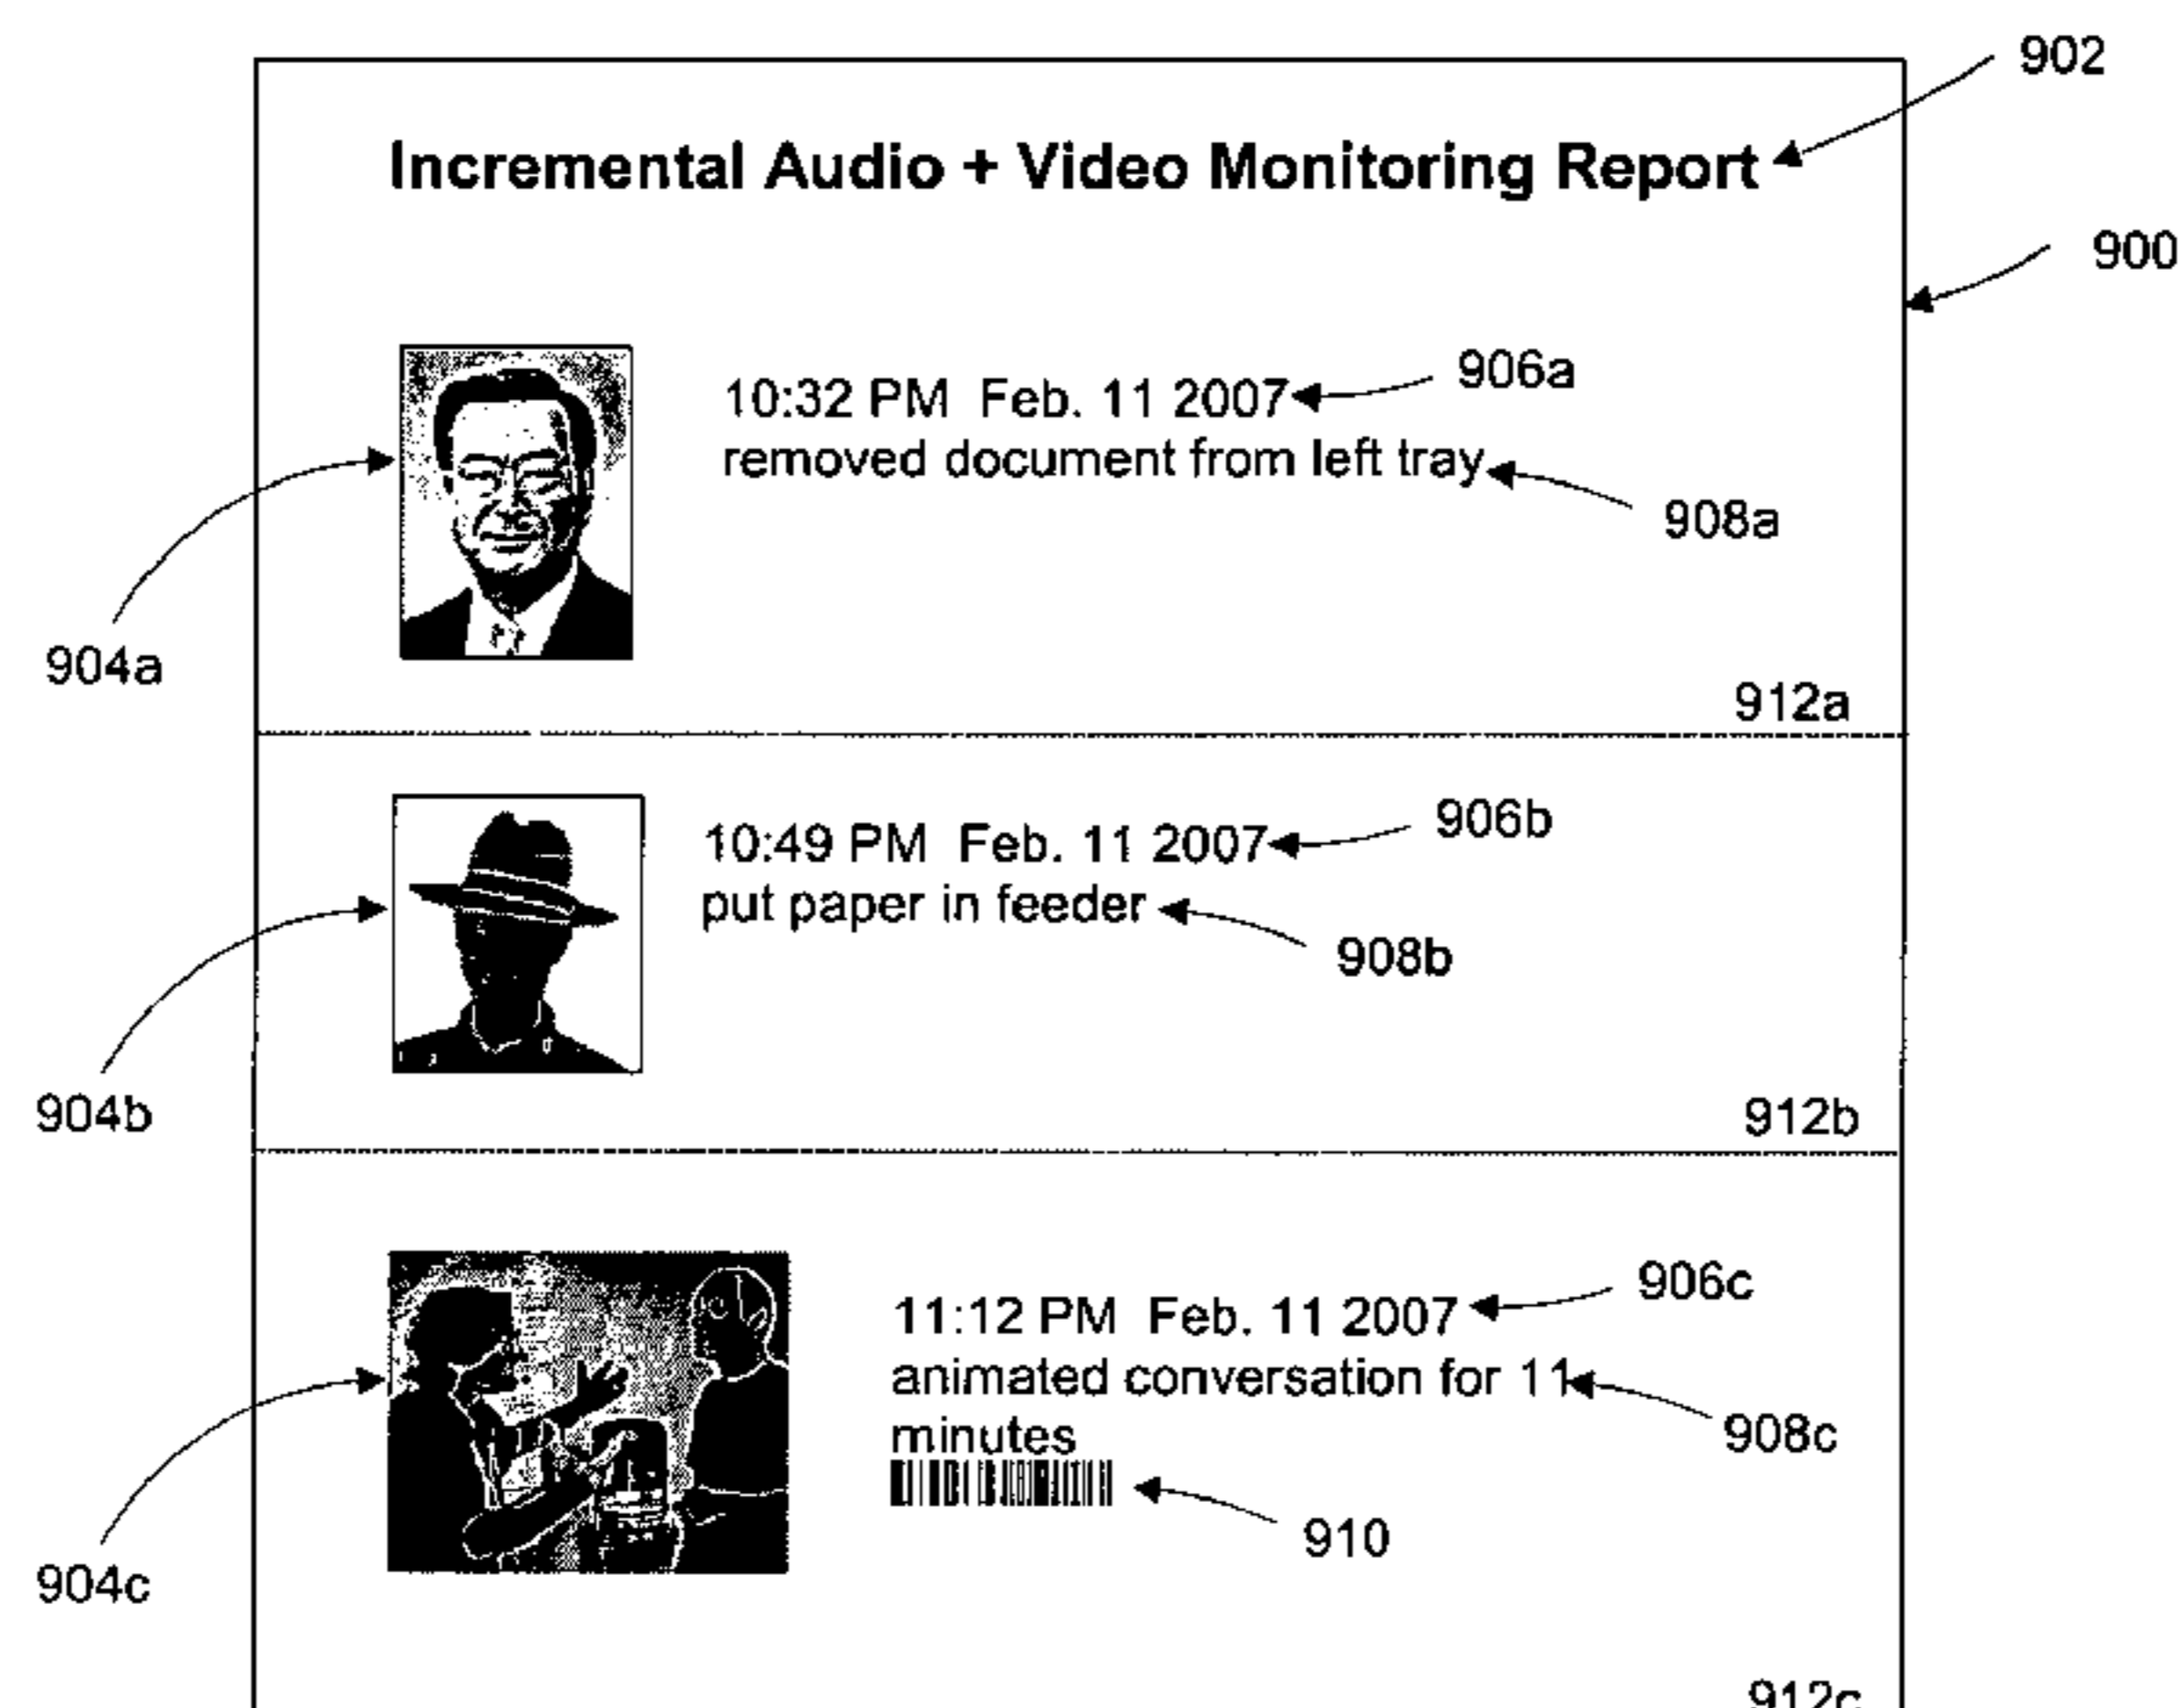 902
Incremental Audio + Video Monitoring Report
900
10:32 PM Feb. 11 2007
906a
removed document from left tray
908a
904a
912a
10:49 PM Feb. 11 2007
906b
put paper in feeder
908b
904b
912b
11:12 PM Feb. 11 2007
906c
animated conversation for 11
minutes
908c
910
904c
912c